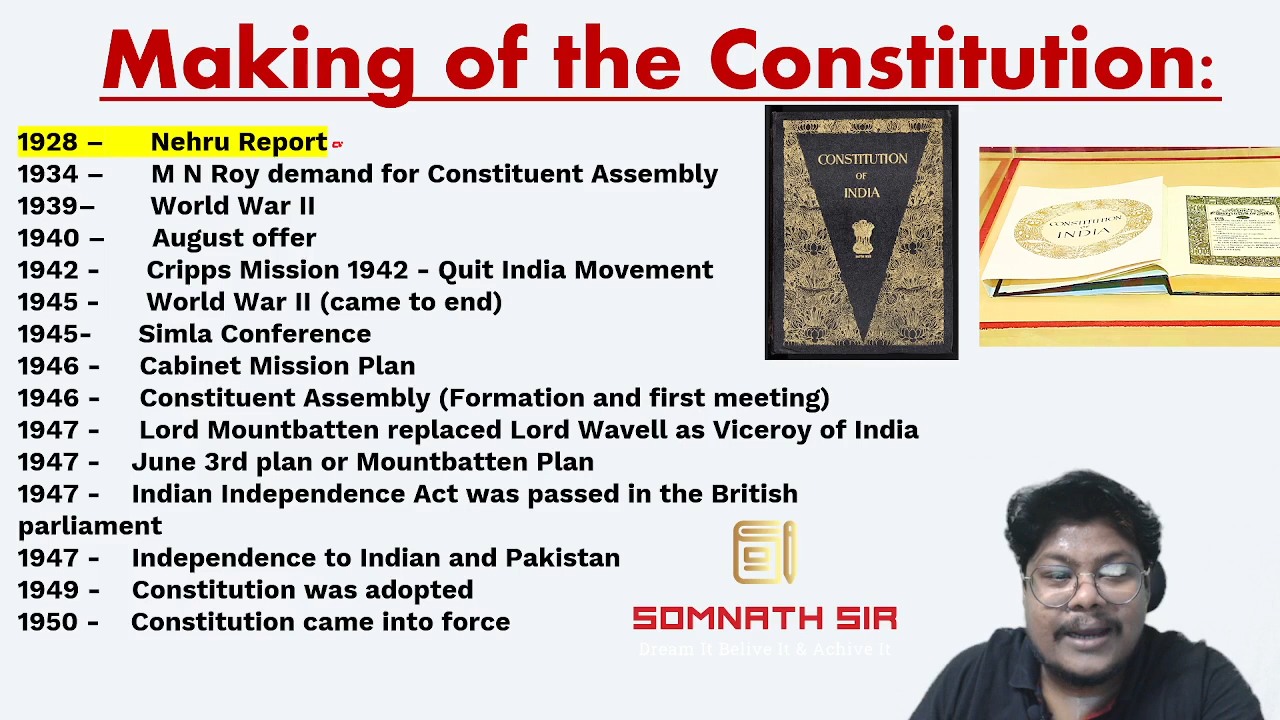 Making of the Constitution:
1928 – Nehru Report
1934 – M N Roy demand for Constituent Assembly
1939– World War II
1940 – August offer
1942 - Cripps Mission 1942 - Quit India Movement
1945 - World War II (came to end)
1945- Simla Conference
1946 - Cabinet Mission Plan
1946 - Constituent Assembly (Formation and first meeting)
1947 - Lord Mountbatten replaced Lord Wavell as Viceroy of India
1947 - June 3rd plan or Mountbatten Plan
1947 - Indian Independence Act was passed in the British
parliament
1947 - Independence to Indian and Pakistan
1949 - Constitution was adopted
1950 - Constitution came into force
CONSTITUTION
OF
INDIA
CONSTITUTION
OF
INDIA
SOMNATH SIR
Dream It Belive It & Achive It